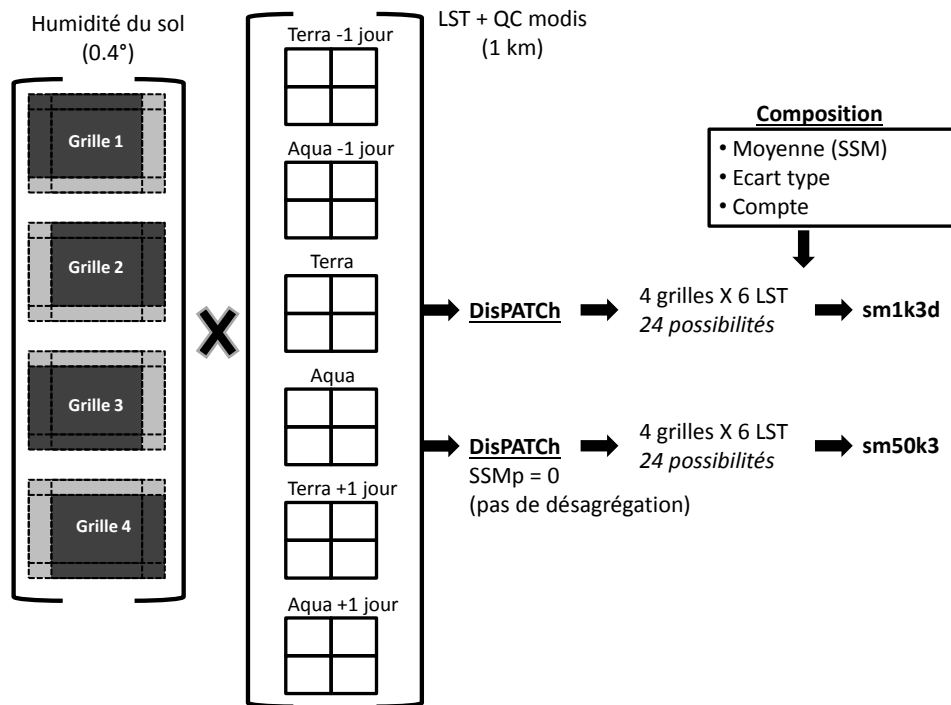 Humidité du sol
(0.4°)
Grille 1
Grille 2
Grille 3
Grille 4
X
Terra -1 jour
Aqua -1 jour
Terra
Aqua
Terra +1 jour
Aqua +1 jour
LST + QC modis
(1 km)
Composition
• Moyenne (SSM)
• Ecart type
• Compte
DisPATCh
4 grilles X 6 LST
24 possibilités
sm1k3d
DisPATCh
SSMp = 0
(pas de désagrégation)
4 grilles X 6 LST
24 possibilités
sm50k3